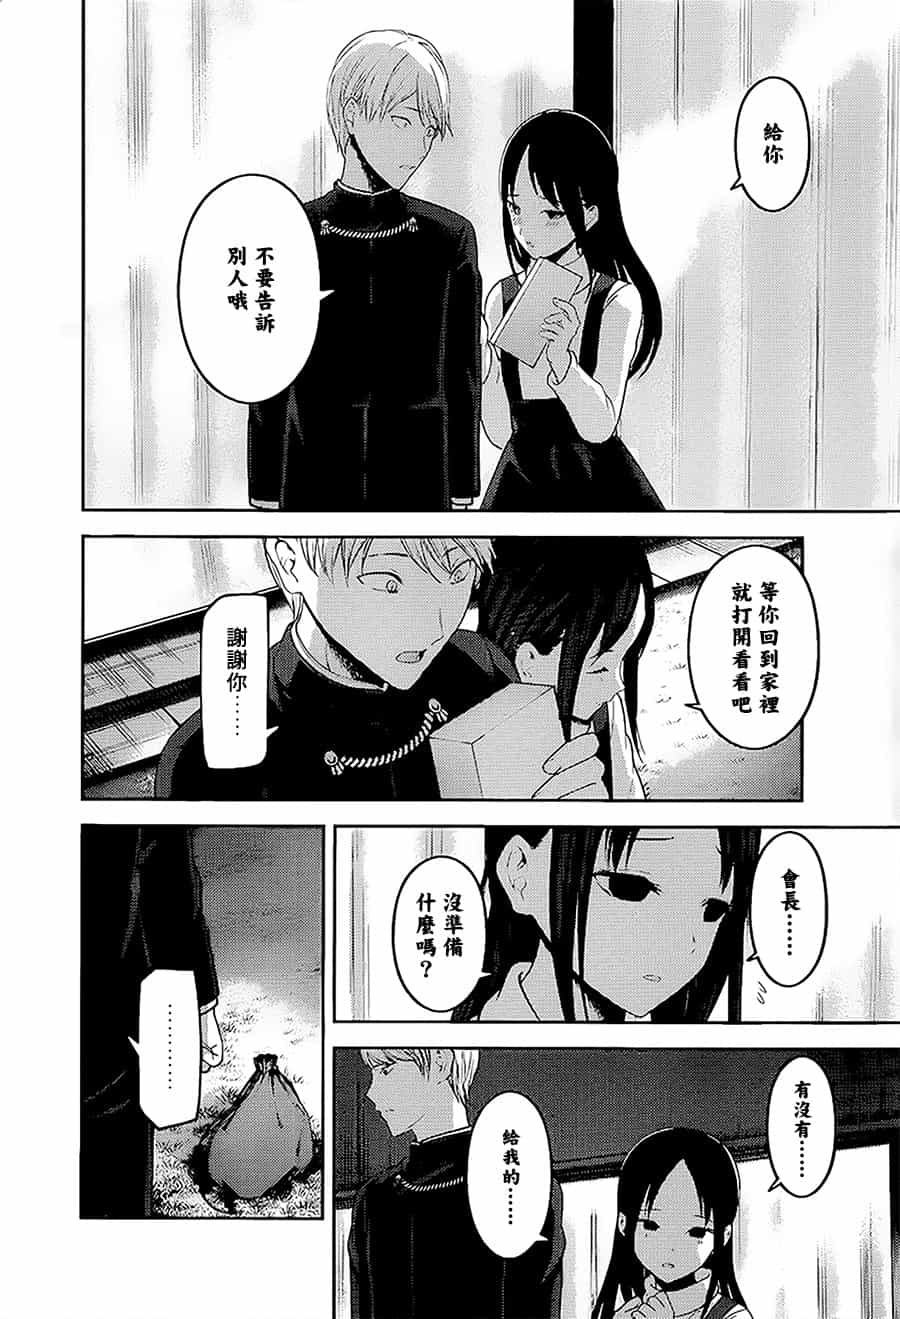 給你
不要告訴
別人哦
等你回到家裡
就打開看看吧
謝謝你⋯⋯
會長⋯⋯
沒準備
什麼嗎？
有沒有⋯⋯
給我的⋯⋯
⋯⋯⋯